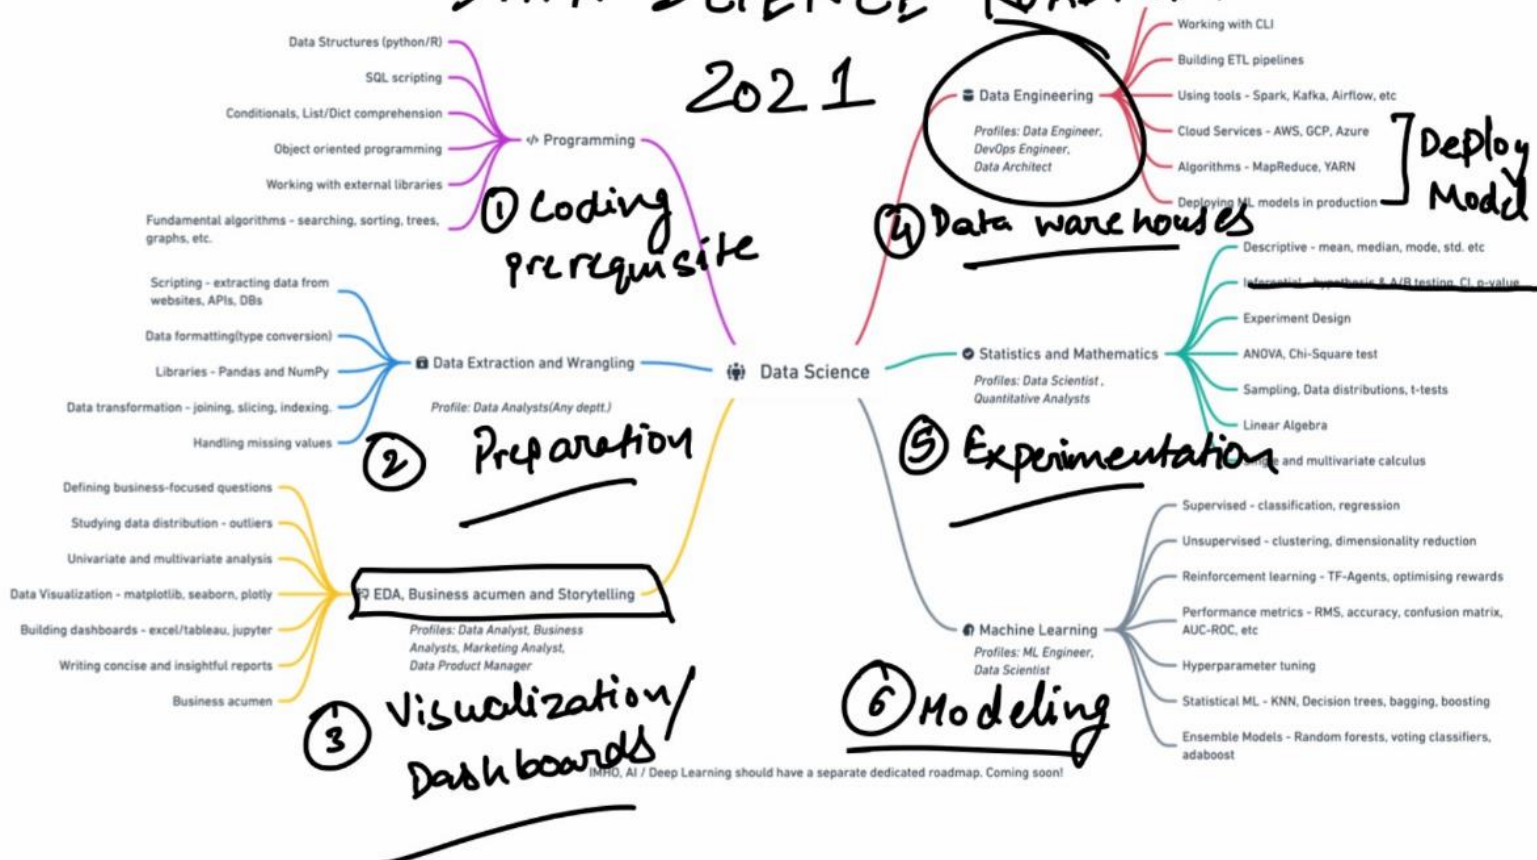 DATA SCIENCE ROADMAP
2021
Data Structures (python/R)
SQL scripting
Conditionals, List/Dict comprehension
Object oriented programming
Working with external libraries
Fundamental algorithms - searching, sorting, trees,
graphs, etc.
Programming
① Coding
prerequisite
Scripting - extracting data from
websites, APIs, DBs
Data formatting(type conversion)
Libraries - Pandas and NumPy
Data transformation - joining, slicing, indexing.
Handling missing values
Data Extraction and Wrangling
Profile: Data Analysts(Any deptt.)
② Preparation
Defining business-focused questions
Studying data distribution - outliers
Univariate and multivariate analysis
Data Visualization - matplotlib, seaborn, plotly
Building dashboards - excel/tableau, jupyter
Writing concise and insightful reports
Business acumen
EDA, Business acumen and Storytelling
Profiles: Data Analyst, Business
Analysts, Marketing Analyst,
Data Product Manager
③ Visualization/
Dashboards
Data Science
Data Engineering
Profiles: Data Engineer,
DevOps Engineer,
Data Architect
Working with CLI
Building ETL pipelines
Using tools - Spark, Kafka, Airflow, etc
Cloud Services - AWS, GCP, Azure
Algorithms - MapReduce, YARN
Deploying ML models in production
Deploy
Model
④ Data warehouses
Statistics and Mathematics
Profiles: Data Scientist ,
Quantitative Analysts
Descriptive - mean, median, mode, std. etc
Inferential - hypothesis & A/B testing, CI, p-value
Experiment Design
ANOVA, Chi-Square test
Sampling, Data distributions, t-tests
Linear Algebra
Single and multivariate calculus
⑤ Experimentation
Machine Learning
Profiles: ML Engineer,
Data Scientist
Supervised - classification, regression
Unsupervised - clustering, dimensionality reduction
Reinforcement learning - TF-Agents, optimising rewards
Performance metrics - RMS, accuracy, confusion matrix,
AUC-ROC, etc
Hyperparameter tuning
Statistical ML - KNN, Decision trees, bagging, boosting
Ensemble Models - Random forests, voting classifiers,
adaboost
⑥ Modeling
IMHO, AI / Deep Learning should have a separate dedicated roadmap. Coming soon!